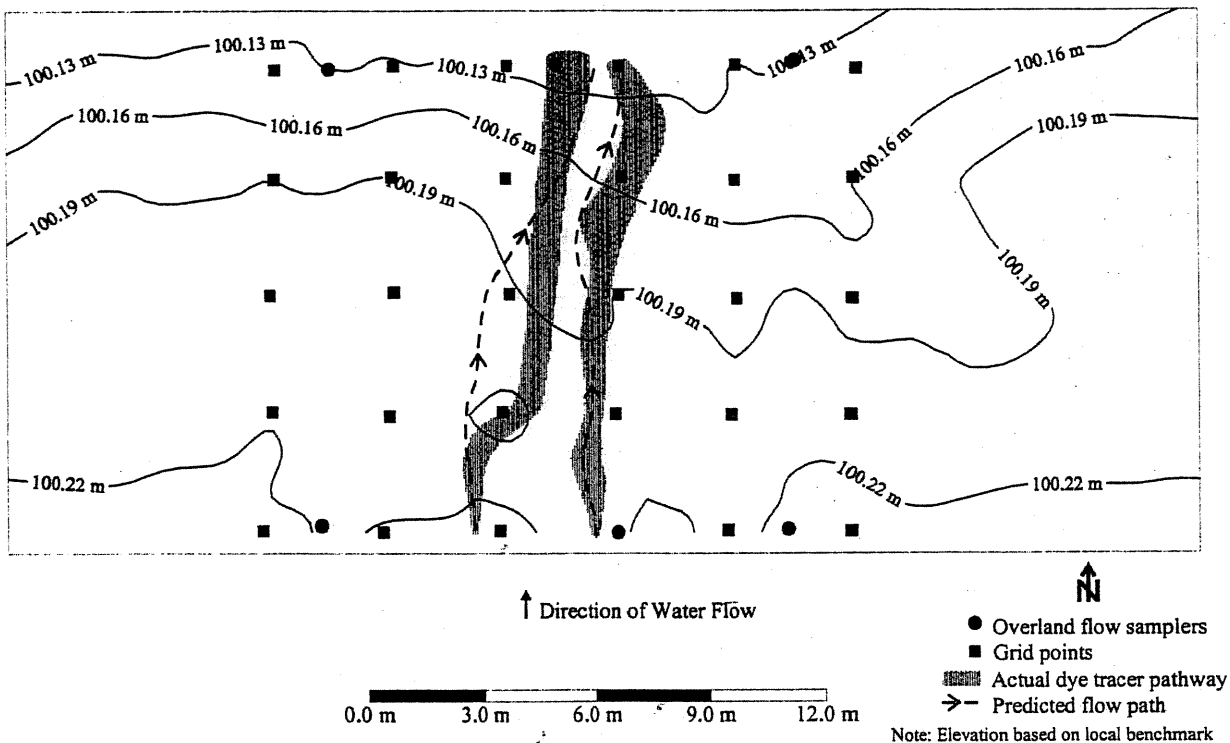 100.13 m
100.13 m
100.13 m
100.13 m
100.16 m
100.16 m
100.16 m
100.16 m
100.16 m
100.16 m
100.16 m
100.19 m
100.19 m
100.19 m
100.19 m
100.19 m
100.22 m
100.22 m
100.22 m
Direction of Water Flow
N
Overland flow samplers
Grid points
Actual dye tracer pathway
Predicted flow path
0.0 m 3.0 m 6.0 m 9.0 m 12.0 m
Note: Elevation based on local benchmark